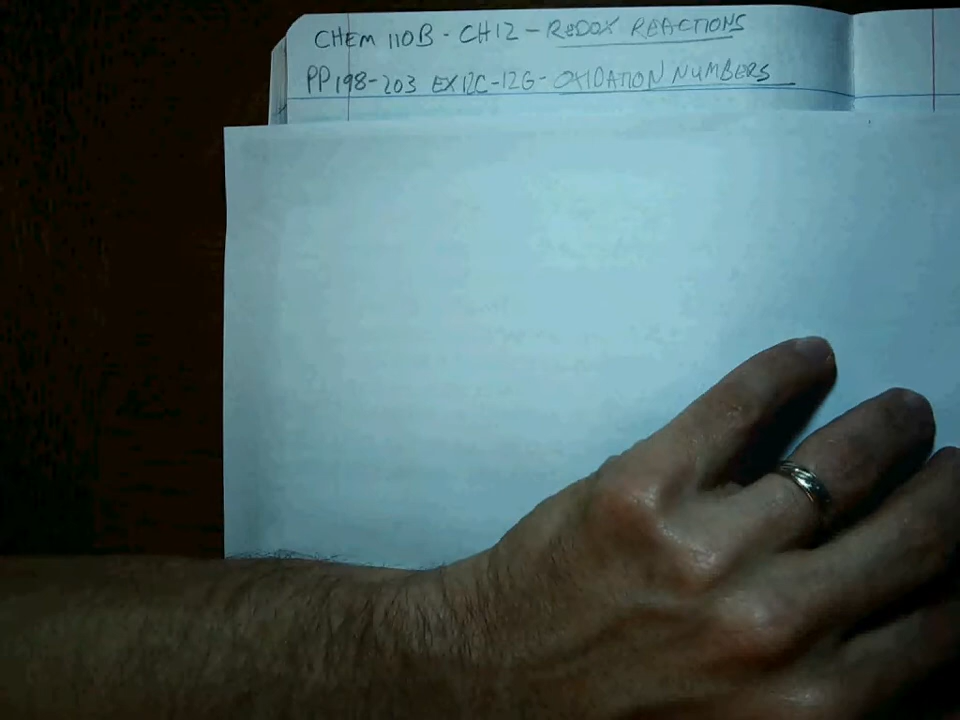 CHEM 110B - CH12 - REDOX REACTIONS
PP198-203 EX12C-12G - OXIDATION NUMBERS